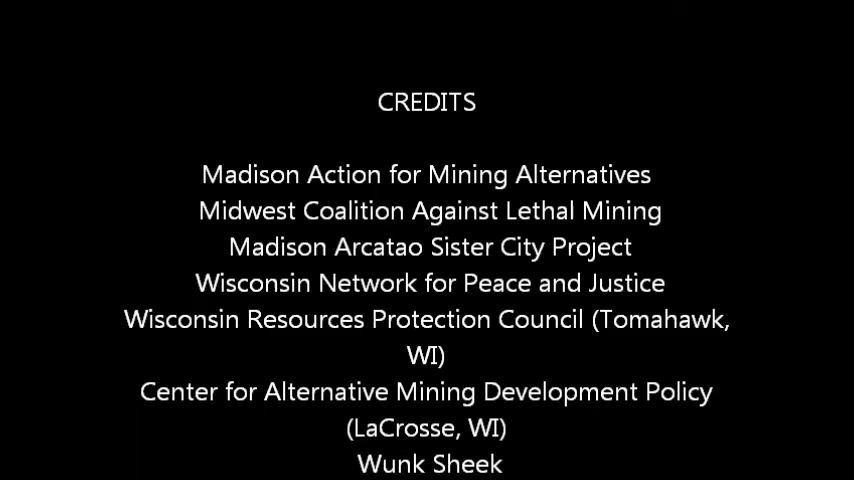 CREDITS
Madison Action for Mining Alternatives
Midwest Coalition Against Lethal Mining
Madison Arcatao Sister City Project
Wisconsin Network for Peace and Justice
Wisconsin Resources Protection Council (Tomahawk,
WI)
Center for Alternative Mining Development Policy
(LaCrosse, WI)
Wunk Sheek